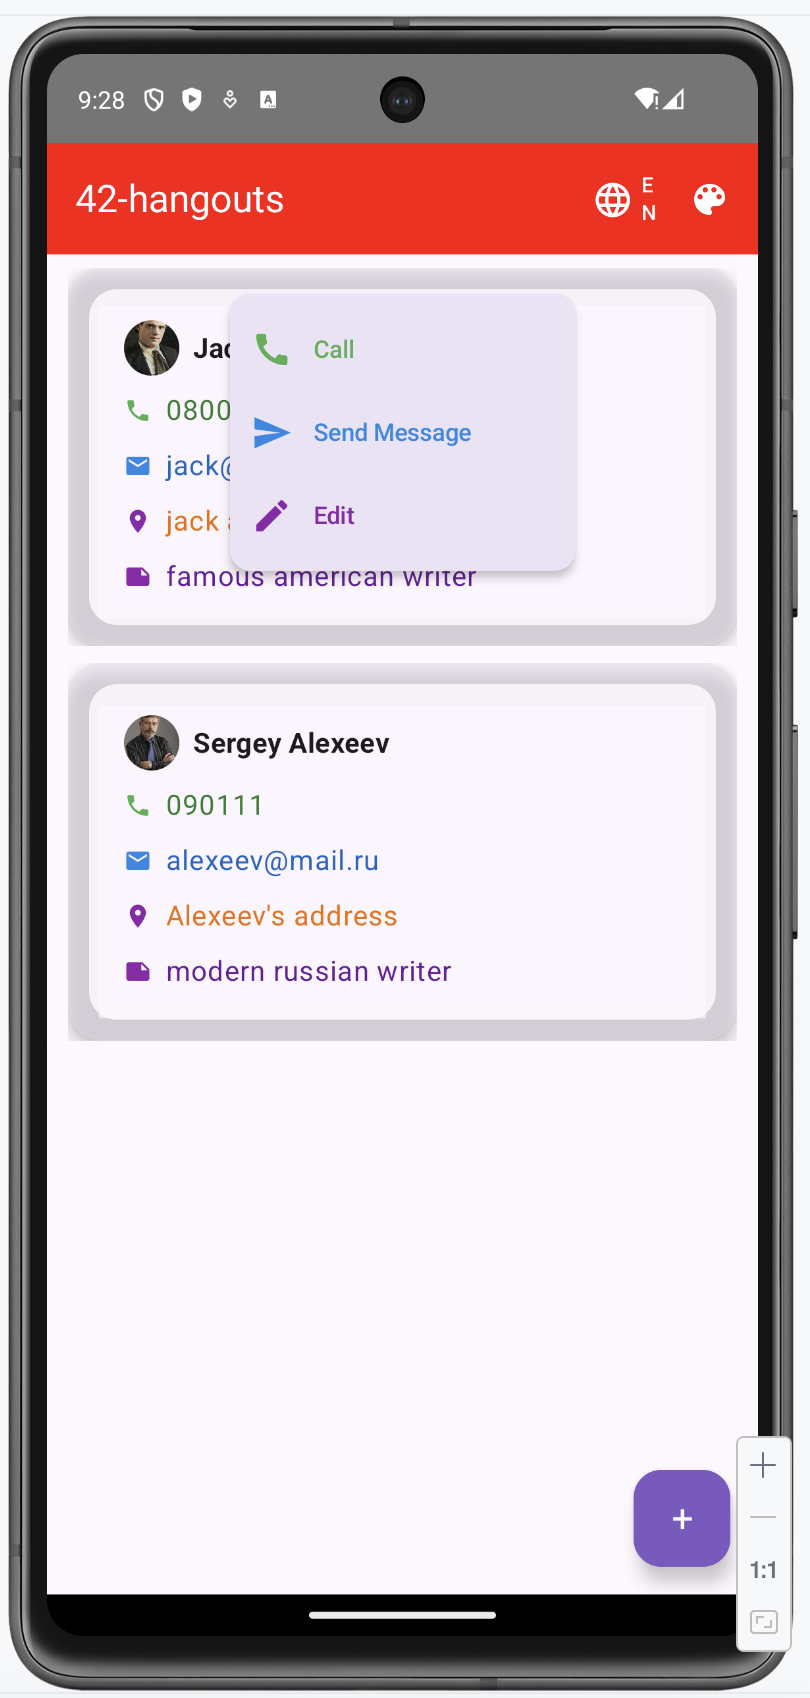 9:28
42-hangouts
E
N
Call
0800
Send Message
jack@
jack
Edit
famous american writer
Sergey Alexeev
090111
alexeev@mail.ru
Alexeev's address
modern russian writer
+
1:1